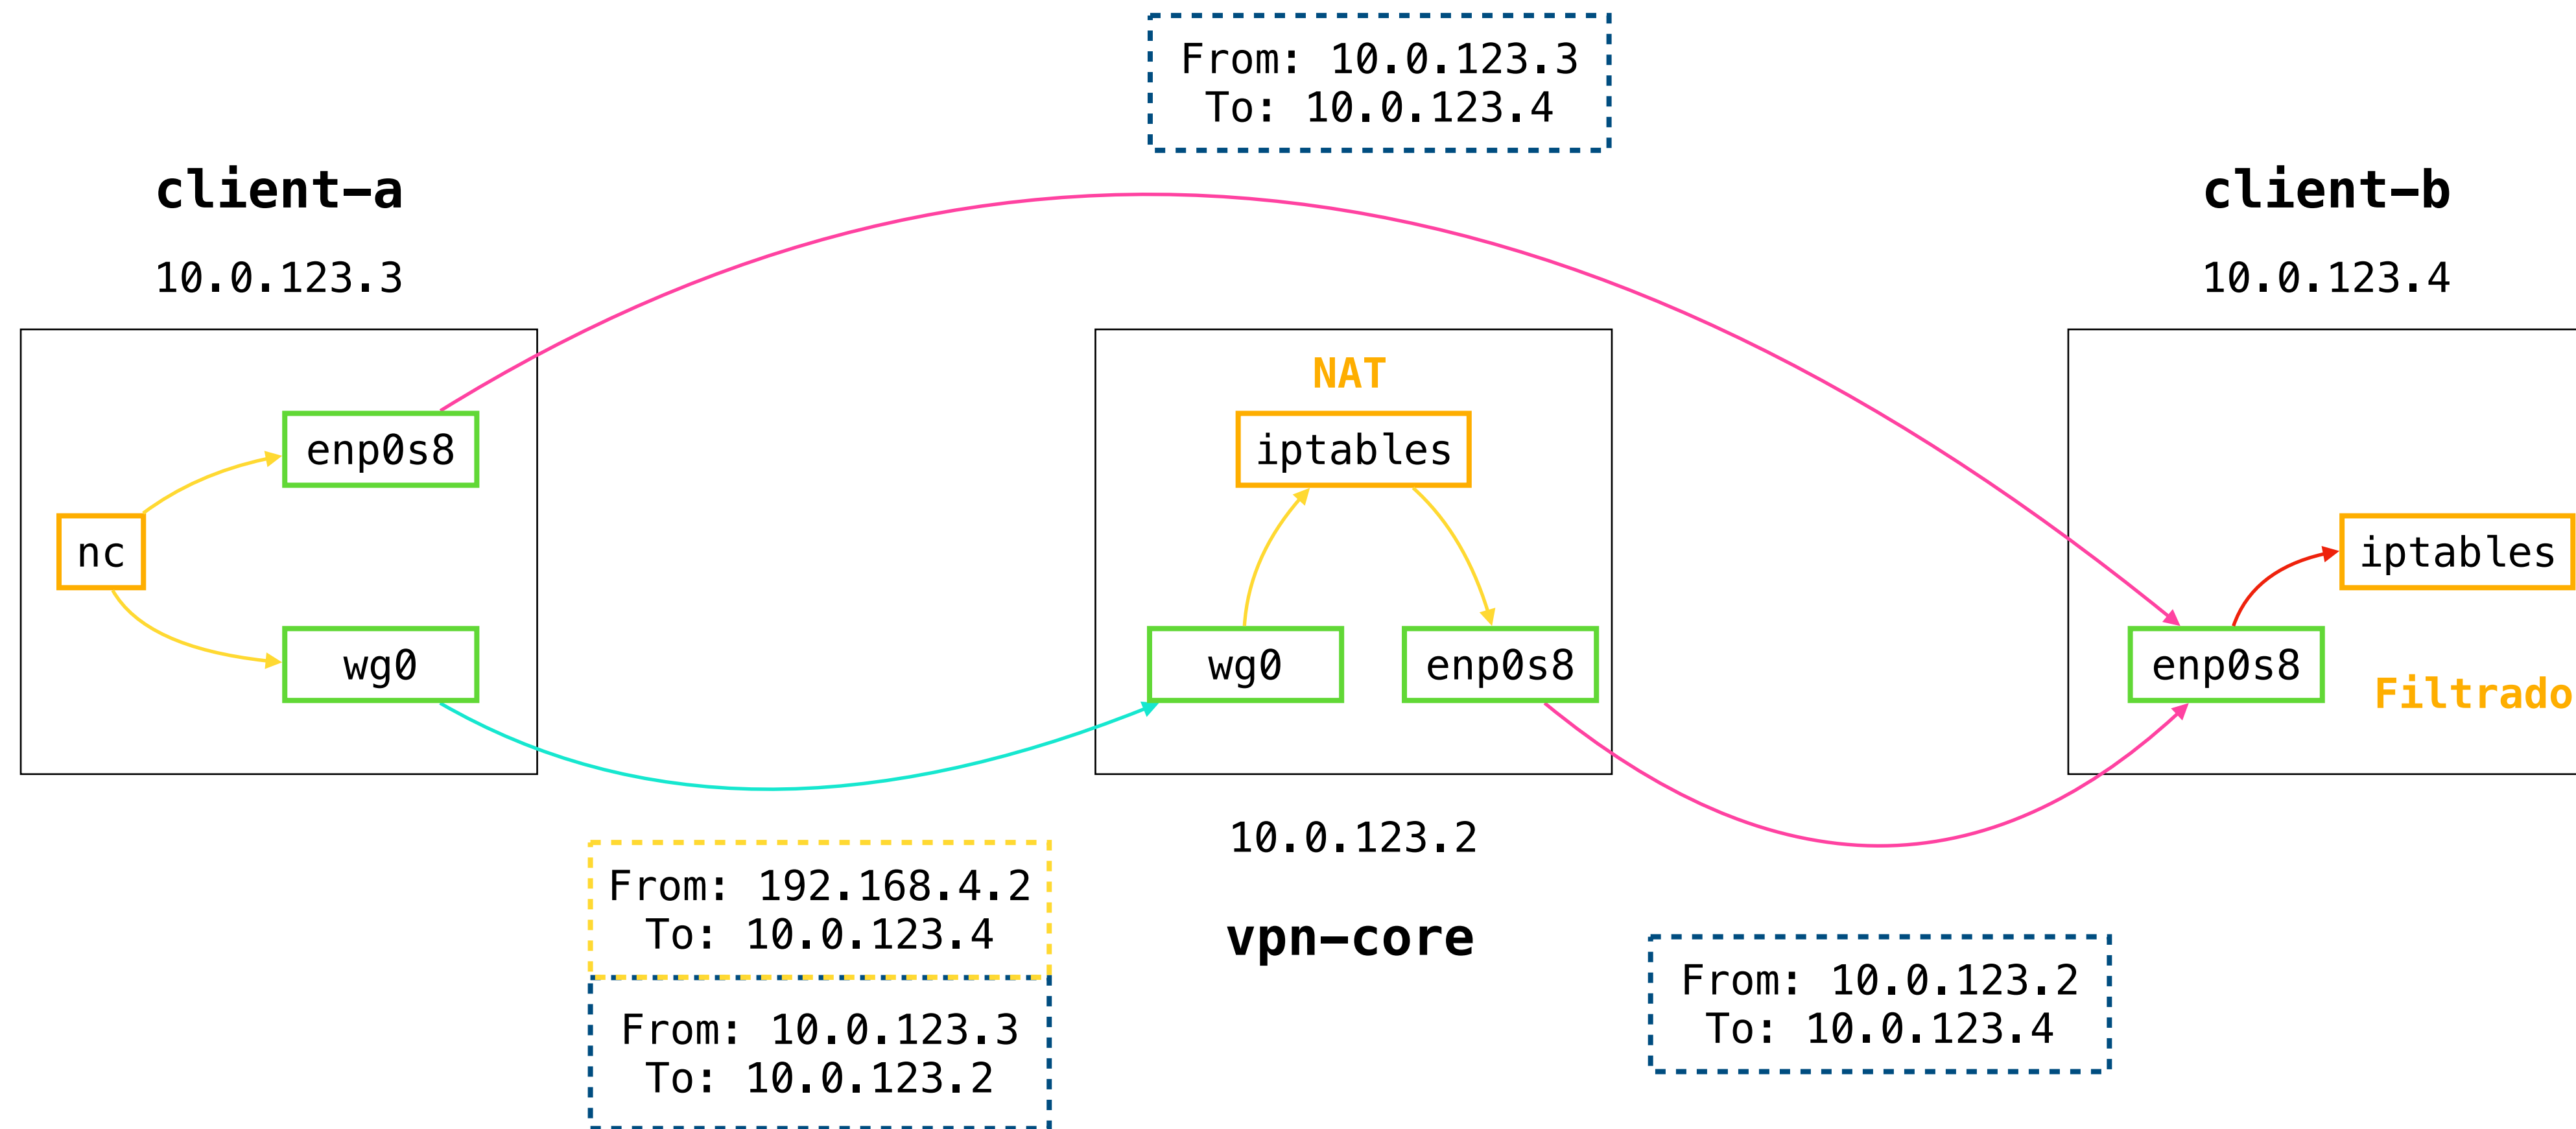 From: 10.0.123.3
To: 10.0.123.4
client-a
10.0.123.3
client-b
10.0.123.4
enp0s8
nc
wg0
NAT
iptables
wg0
enp0s8
iptables
enp0s8
Filtrado
10.0.123.2
vpn-core
From: 192.168.4.2
To: 10.0.123.4
From: 10.0.123.3
To: 10.0.123.2
From: 10.0.123.2
To: 10.0.123.4